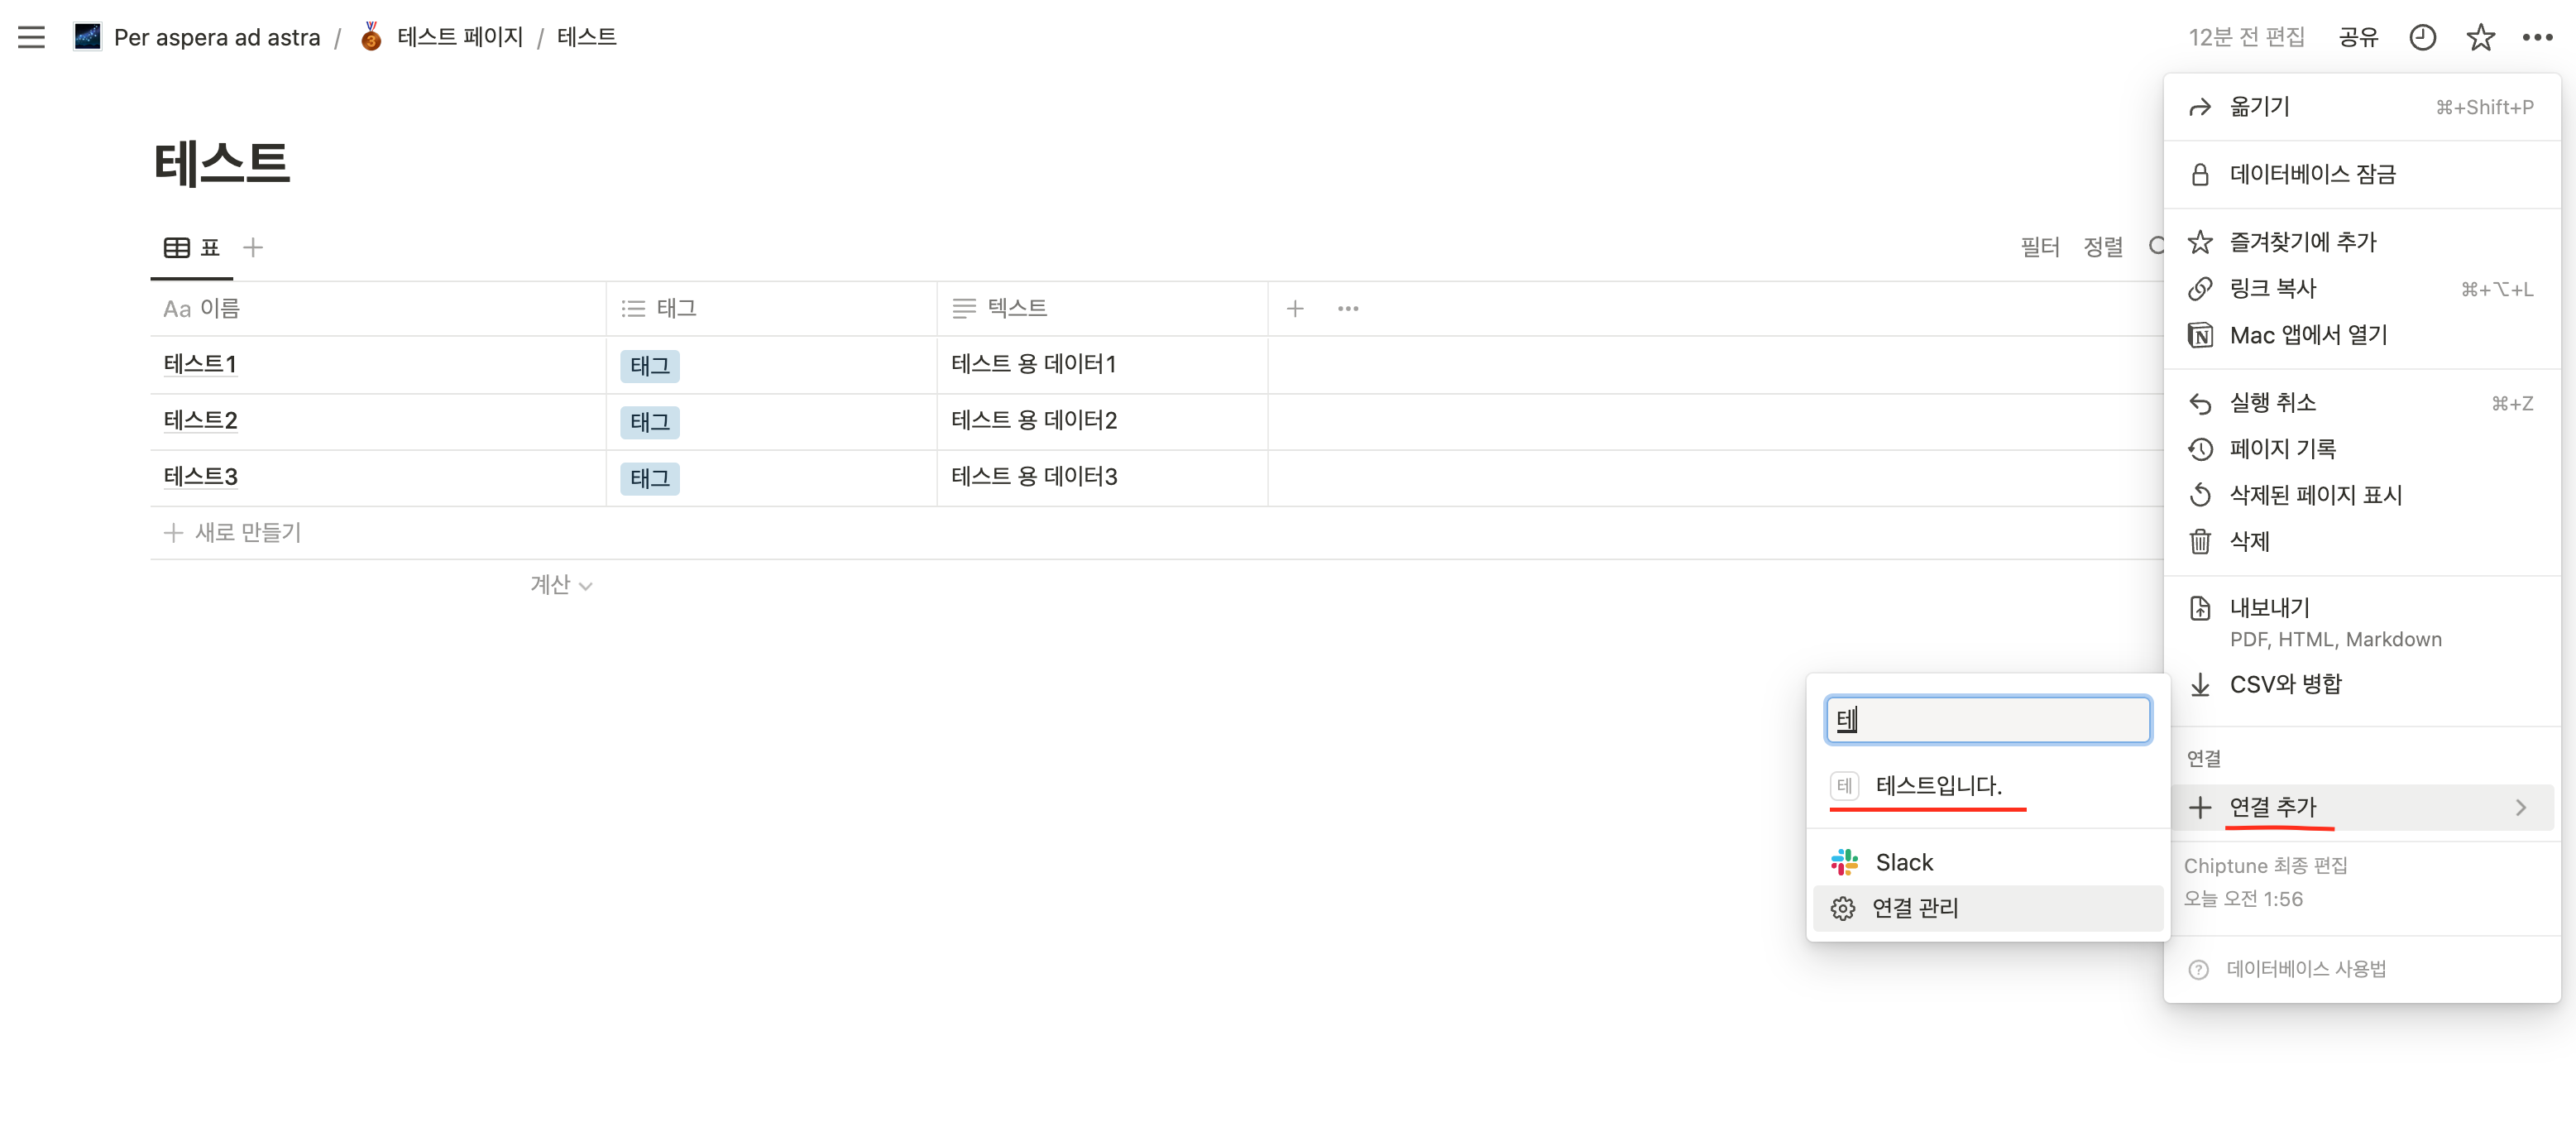 Per aspera ad astra / 테스트 페이지 / 테스트
12분 전 편집 공유
테스트
표
필터 정렬
Aa 이름 태그 텍스트
테스트1 태그 테스트 용 데이터1
테스트2 태그 테스트 용 데이터2
테스트3 태그 테스트 용 데이터3
새로 만들기
계산
옮기기 ⌘+Shift+P
데이터베이스 잠금
즐겨찾기에 추가
링크 복사 ⌘+⌥+L
Mac 앱에서 열기
실행 취소 ⌘+Z
페이지 기록
삭제된 페이지 표시
삭제
내보내기
PDF, HTML, Markdown
CSV와 병합
연결
연결 추가
Chiptune 최종 편집
오늘 오전 1:56
데이터베이스 사용법
테
테 테스트입니다.
Slack
연결 관리